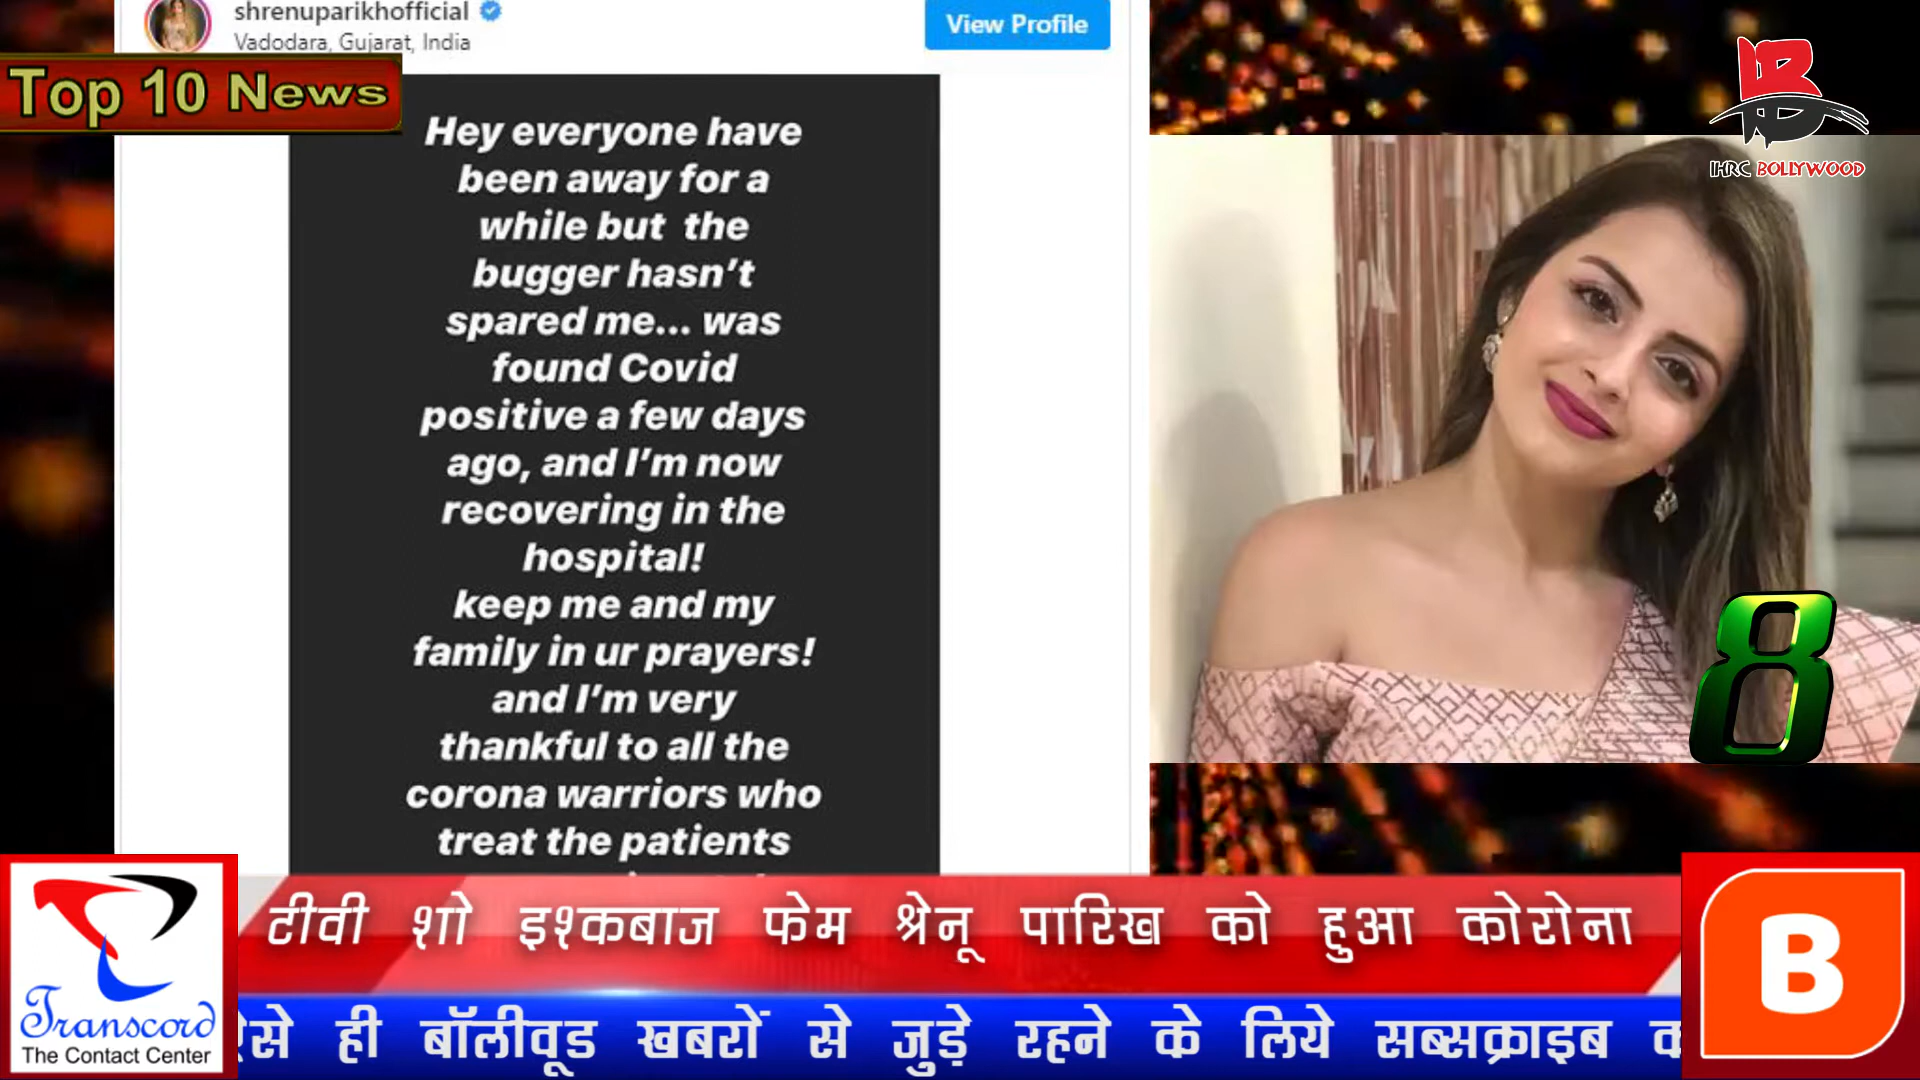 shrenuparikhofficial
Vadodara, Gujarat, India
View Profile
Top 10 News
IHRC BOLLYWOOD
Hey everyone have
been away for a
while but the
bugger hasn't
spared me... was
found Covid
positive a few days
ago, and I'm now
recovering in the
hospital!
keep me and my
family in ur prayers!
and I'm very
thankful to all the
corona warriors who
treat the patients
8
टीवी शो इश्कबाज फेम श्रेनू पारिख को हुआ कोरोना
Transcord
The Contact Center
ही बॉलीवूड खबरों से जुड़े रहने के लिये सब्सक्राइब
B